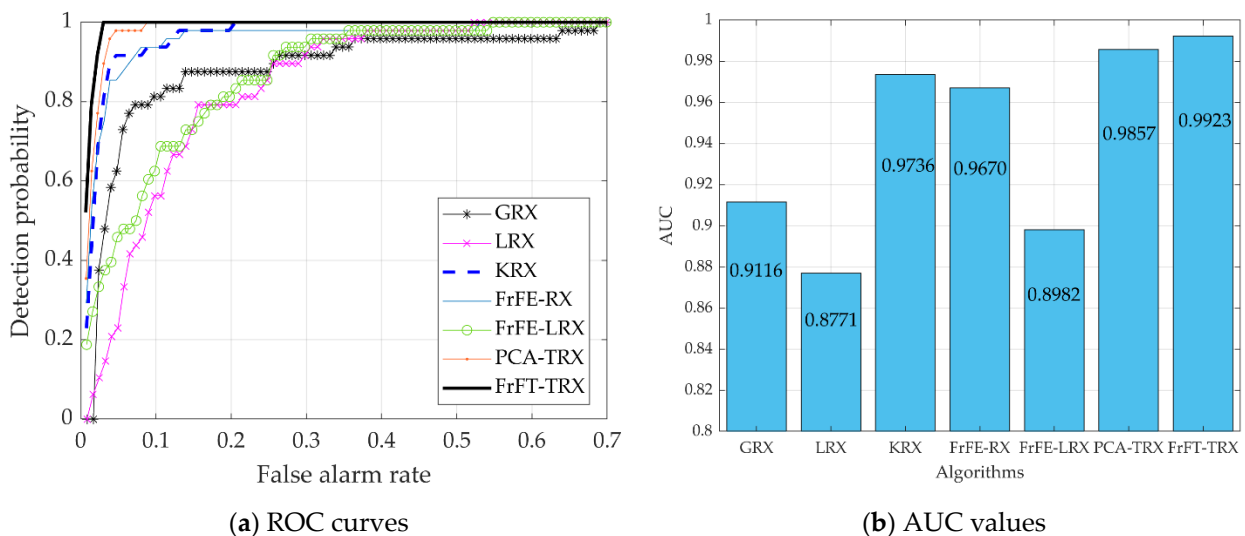 1
0.8
0.6
0.4
0.2
0
Detection probability
0
0.1
0.2
0.3
0.4
0.5
0.6
0.7
False alarm rate
GRX
LRX
KRX
FrFE-RX
FrFE-LRX
PCA-TRX
FrFT-TRX
(a) ROC curves
1
0.98
0.96
0.94
0.92
0.9
0.88
0.86
0.84
0.82
0.8
AUC
0.9116
0.8771
0.9736
0.9670
0.8982
0.9857
0.9923
GRX
LRX
KRX
FrFE-RX
FrFE-LRX
PCA-TRX
FrFT-TRX
Algorithms
(b) AUC values